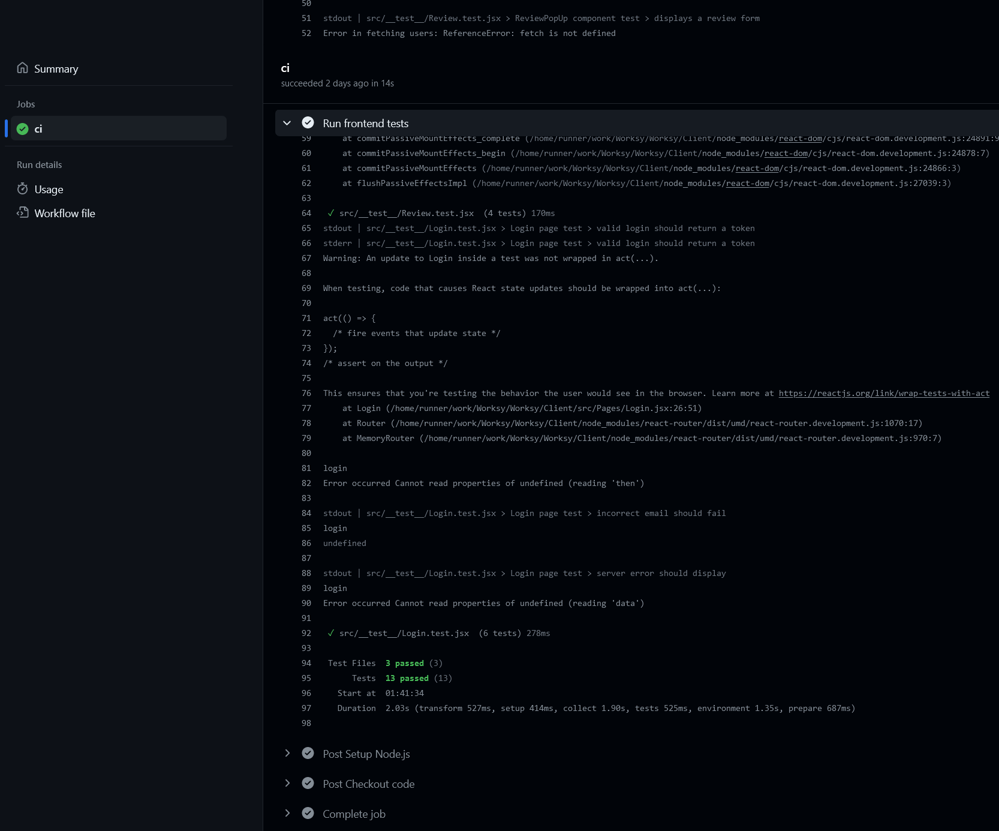 Summary
Jobs
ci
Run details
Usage
Workflow file
50
51 stdout | src/__test__/Review.test.jsx > ReviewPopUp component test > displays a review form
52 Error in fetching users: ReferenceError: fetch is not defined
ci
succeeded 2 days ago in 14s
Run frontend tests
59 at commitPassiveMountEffects_complete (/home/runner/work/Worksy/Worksy/Client/node_modules/react-dom/cjs/react-dom.development.js:24891:9
60 at commitPassiveMountEffects_begin (/home/runner/work/Worksy/Worksy/Client/node_modules/react-dom/cjs/react-dom.development.js:24878:7)
61 at commitPassiveMountEffects (/home/runner/work/Worksy/Worksy/Client/node_modules/react-dom/cjs/react-dom.development.js:24866:3)
62 at flushPassiveEffectsImpl (/home/runner/work/Worksy/Worksy/Client/node_modules/react-dom/cjs/react-dom.development.js:27039:3)
63
64 ✓ src/__test__/Review.test.jsx (4 tests) 170ms
65 stdout | src/__test__/Login.test.jsx > Login page test > valid login should return a token
66 stderr | src/__test__/Login.test.jsx > Login page test > valid login should return a token
67 Warning: An update to Login inside a test was not wrapped in act(...).
68
69 When testing, code that causes React state updates should be wrapped into act(...):
70
71 act(() => {
72 /* fire events that update state */
73 });
74 /* assert on the output */
75
76 This ensures that you're testing the behavior the user would see in the browser. Learn more at https://reactjs.org/link/wrap-tests-with-act
77 at Login (/home/runner/work/Worksy/Worksy/Client/src/Pages/Login.jsx:26:51)
78 at Router (/home/runner/work/Worksy/Worksy/Client/node_modules/react-router/dist/umd/react-router.development.js:1070:17)
79 at MemoryRouter (/home/runner/work/Worksy/Worksy/Client/node_modules/react-router/dist/umd/react-router.development.js:970:7)
80
81 login
82 Error occurred Cannot read properties of undefined (reading 'then')
83
84 stdout | src/__test__/Login.test.jsx > Login page test > incorrect email should fail
85 login
86 undefined
87
88 stdout | src/__test__/Login.test.jsx > Login page test > server error should display
89 login
90 Error occurred Cannot read properties of undefined (reading 'data')
91
92 ✓ src/__test__/Login.test.jsx (6 tests) 278ms
93
94 Test Files 3 passed (3)
95 Tests 13 passed (13)
96 Start at 01:41:34
97 Duration 2.03s (transform 527ms, setup 414ms, collect 1.90s, tests 525ms, environment 1.35s, prepare 687ms)
98
Post Setup Node.js
Post Checkout code
Complete job